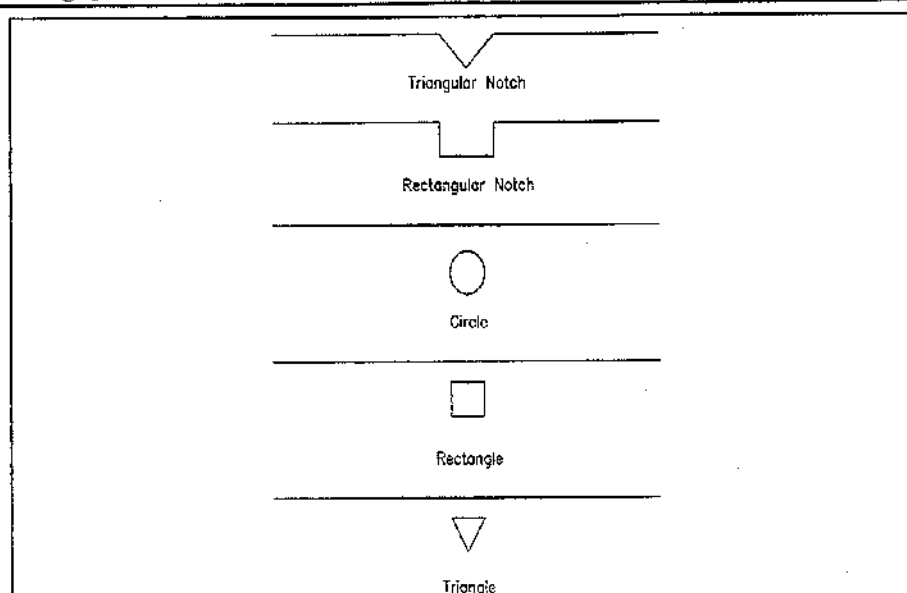 Triangular Notch
Rectangular Notch
Circle
Rectangle
Triangle